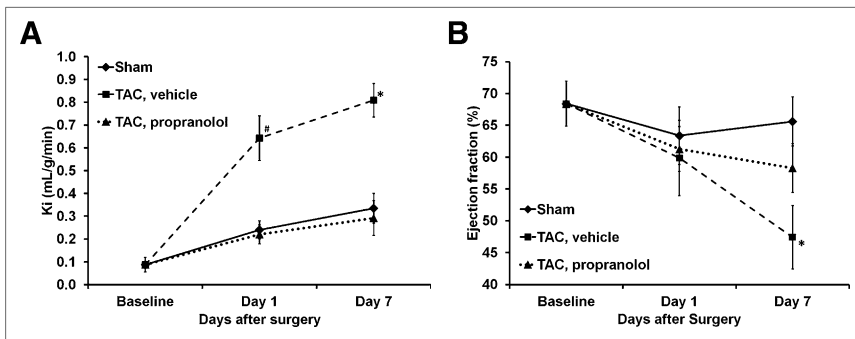 A
1.0
0.9
0.8
0.7
0.6
0.5
0.4
0.3
0.2
0.1
0.0
Ki (mL/g/min)
Sham
TAC, vehicle
TAC, propranolol
#
*
Baseline Day 1 Day 7
Days after surgery
B
75
70
65
60
55
50
45
40
Ejection fraction (%)
Sham
TAC, vehicle
TAC, propranolol
*
Baseline Day 1 Day 7
Days after Surgery